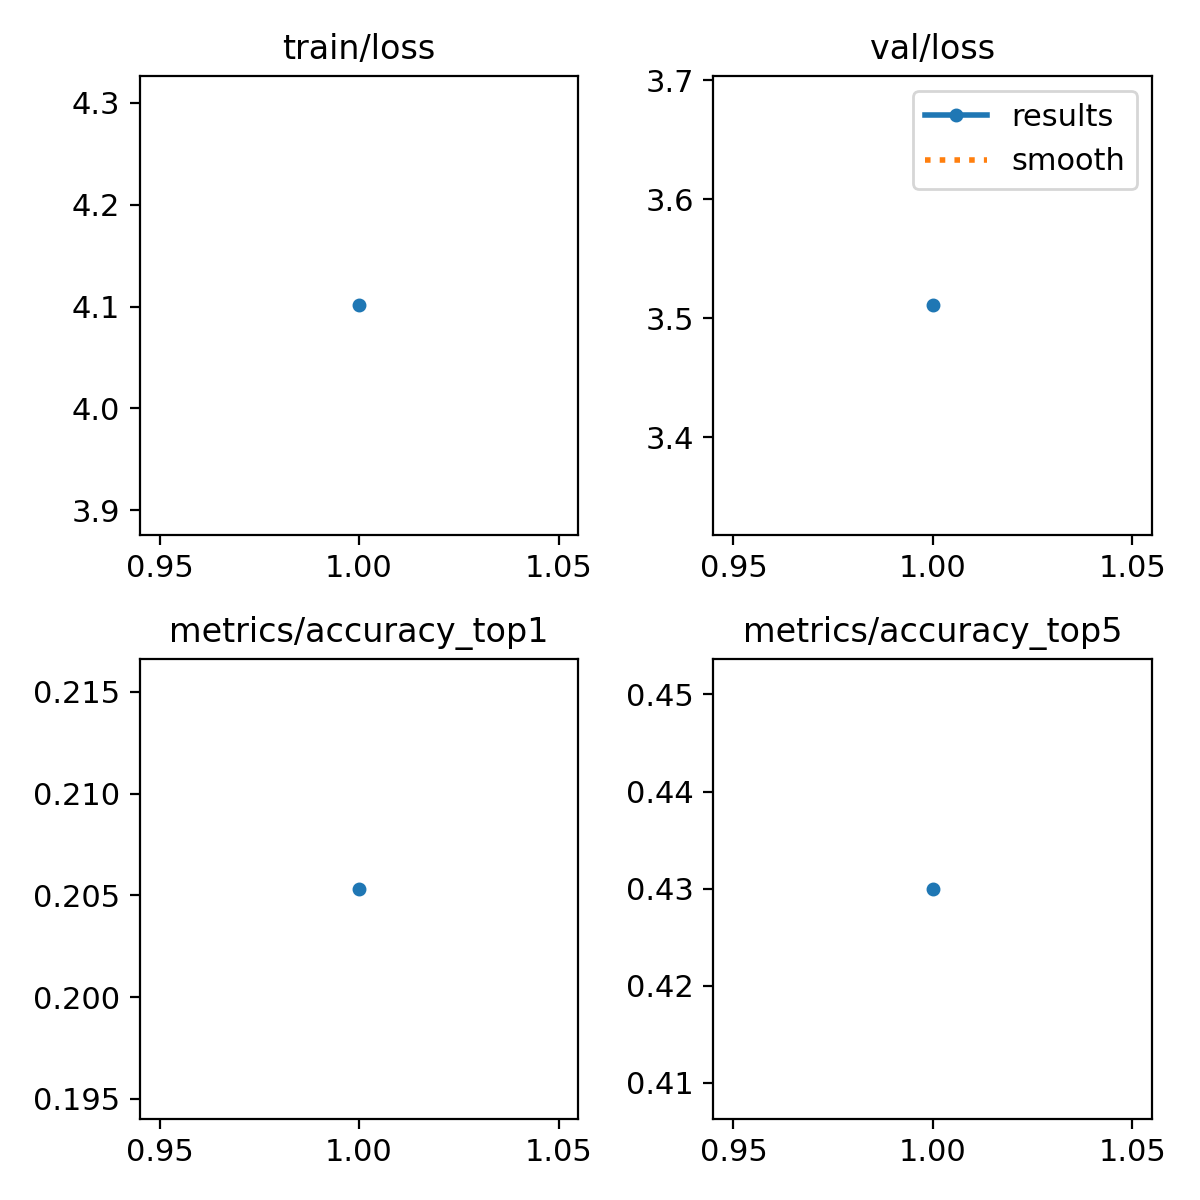 train/loss
4.3
4.2
4.1
4.0
3.9
0.95 1.00 1.05
val/loss
results
smooth
3.7
3.6
3.5
3.4
0.95 1.00 1.05
metrics/accuracy_top1
0.215
0.210
0.205
0.200
0.195
0.95 1.00 1.05
metrics/accuracy_top5
0.45
0.44
0.43
0.42
0.41
0.95 1.00 1.05